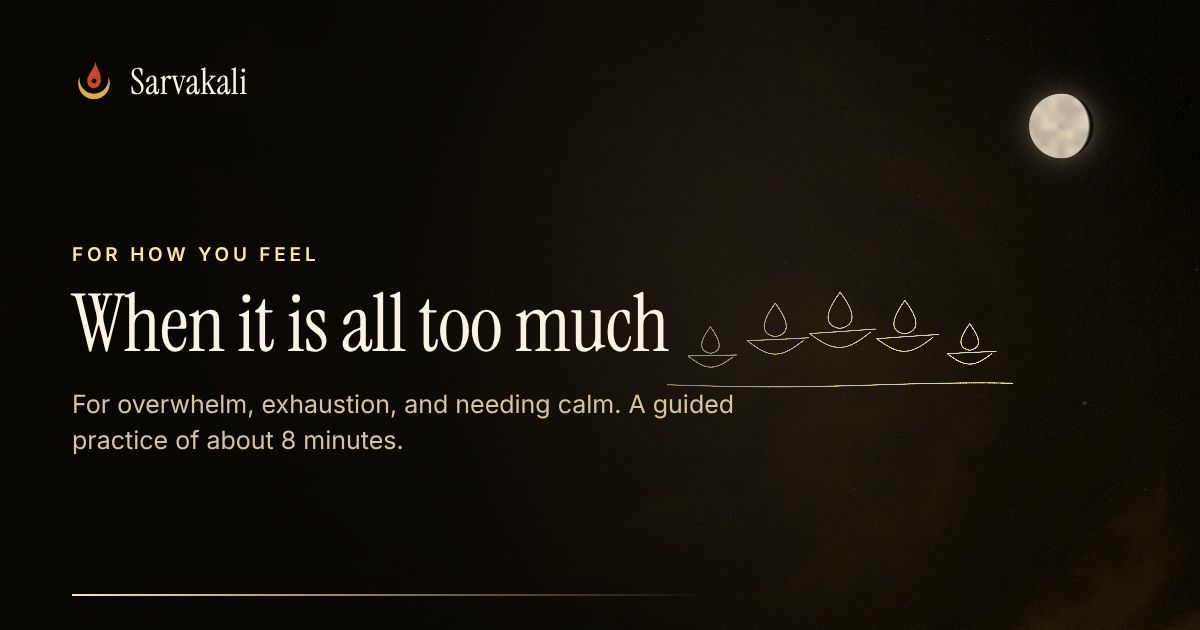 Sarvakali
FOR HOW YOU FEEL
When it is all too much
For overwhelm, exhaustion, and needing calm. A guided
practice of about 8 minutes.